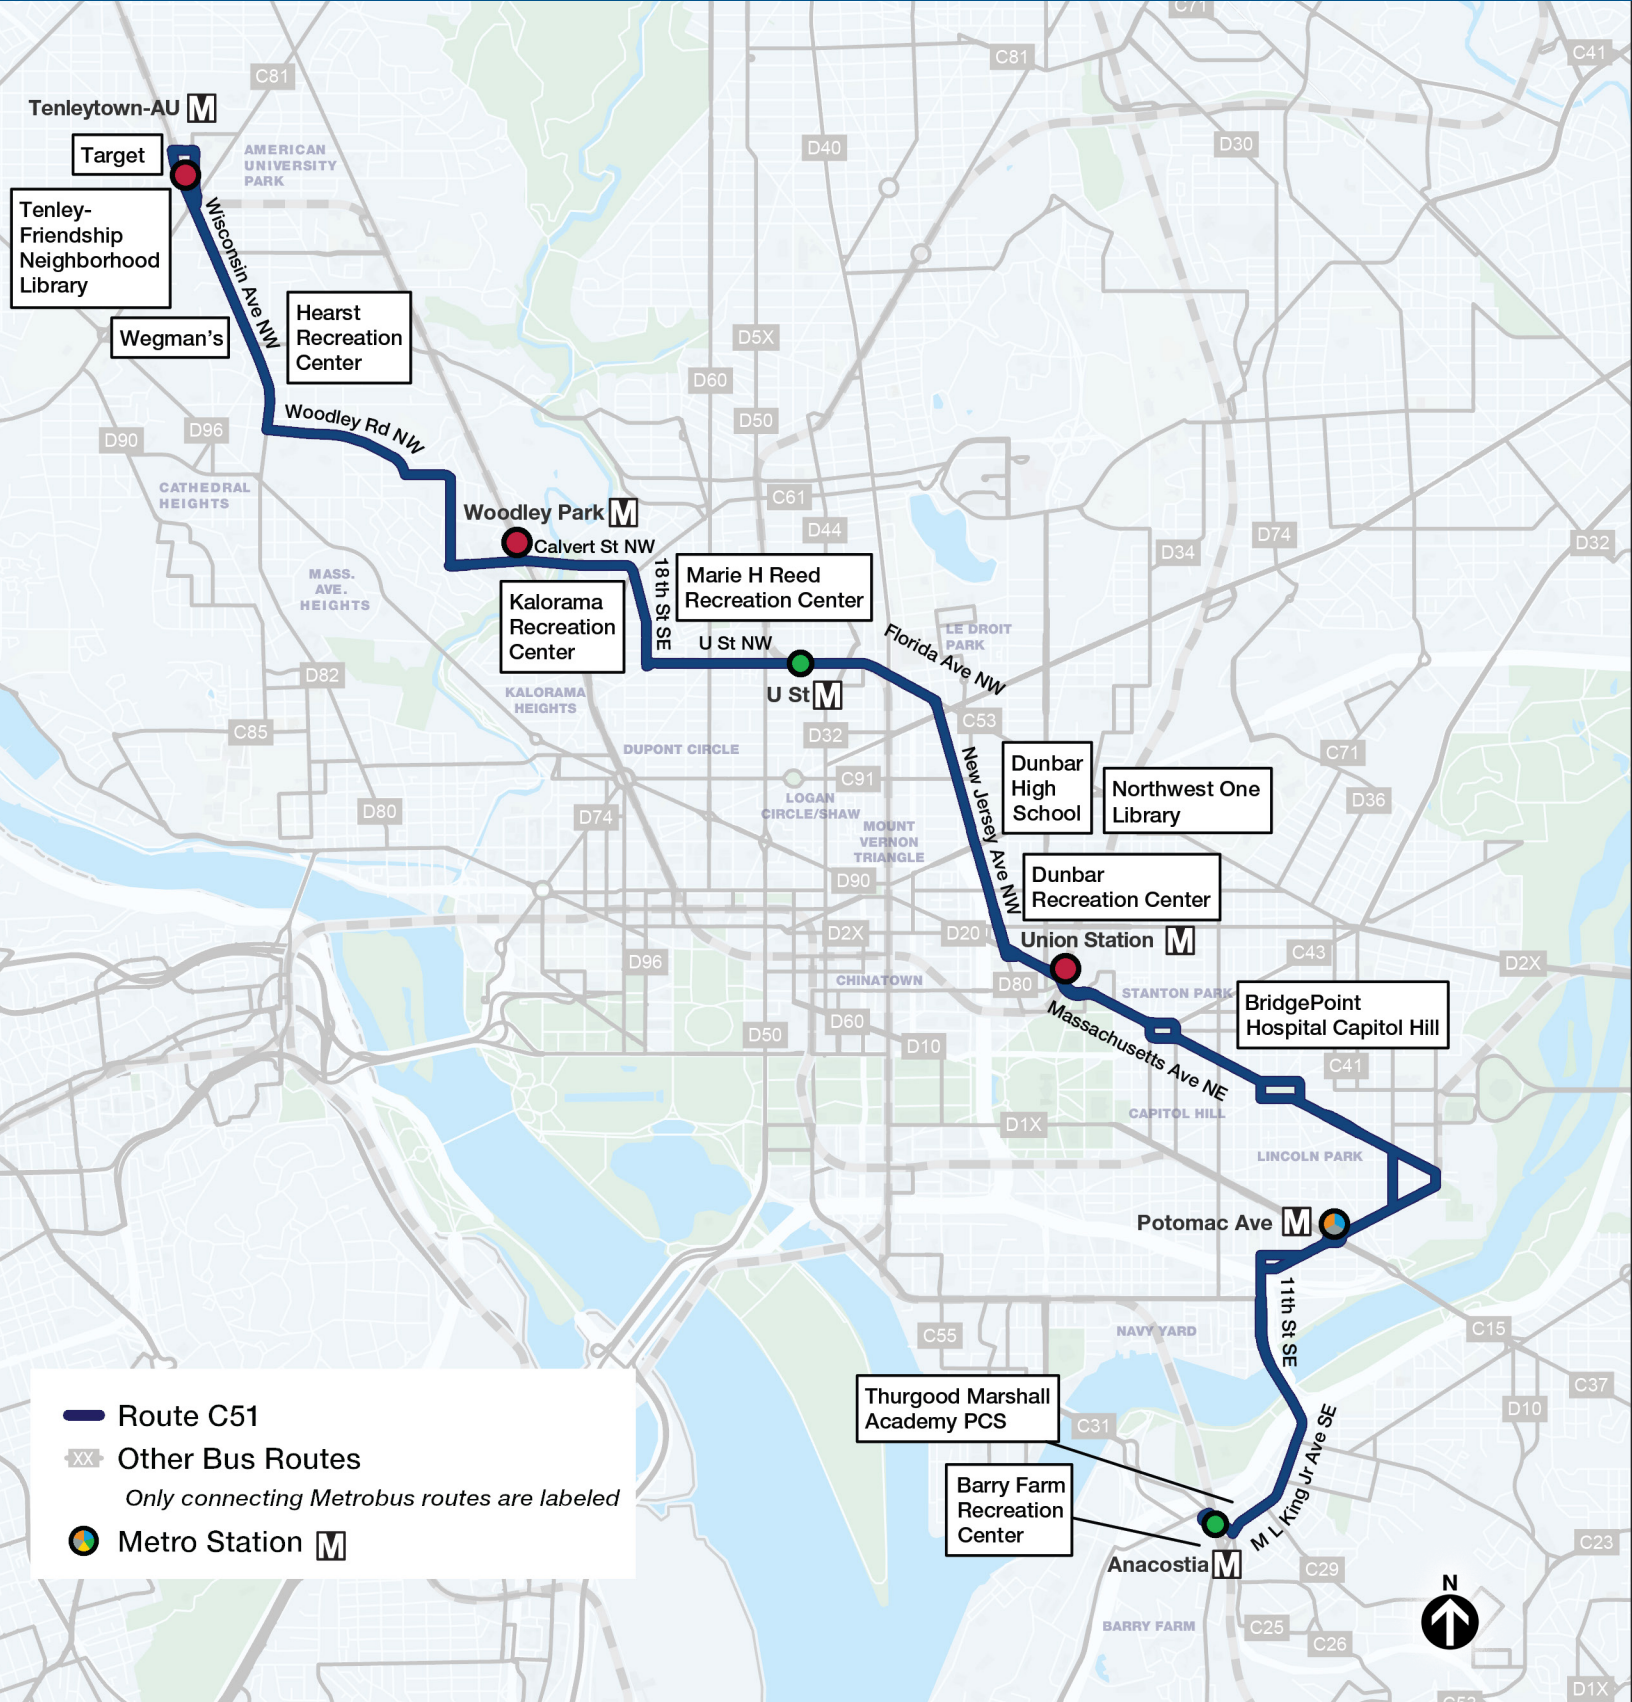 C71
C41
C81
C81
Tenleytown-AU M
D40
D30
Target
AMERICAN
UNIVERSITY
PARK
Tenley-
Friendship
Neighborhood
Library
Wisconsin Ave NW
Hearst
Recreation
Center
Wegman's
D5X
D60
D50
Woodley Rd NW
D90
D96
CATHEDRAL
HEIGHTS
C61
Woodley Park M
D44
D34
D74
D32
Calvert St NW
MASS.
AVE.
HEIGHTS
18th St SE
Marie H Reed
Recreation Center
Kalorama
Recreation
Center
U St NW
Florida Ave NW
LE DROIT
PARK
D82
U St M
KALORAMA
HEIGHTS
C53
C85
D32
DUPONT CIRCLE
C71
New Jersey Ave NW
Dunbar
High
School
Northwest One
Library
C91
LOGAN
CIRCLE/SHAW
D36
D80
D74
MOUNT
VERNON
TRIANGLE
D90
Dunbar
Recreation Center
D2X
D20
Union Station M
C43
D96
D2X
CHINATOWN
D80
STANTON PARK
BridgePoint
Hospital Capitol Hill
Massachusetts Ave NE
D60
D50
D10
C41
CAPITOL HILL
D1X
LINCOLN PARK
Potomac Ave M
11th St SE
NAVY YARD
C55
C15
C37
D10
Thurgood Marshall
Academy PCS
C31
M L King Jr Ave SE
Barry Farm
Recreation
Center
Anacostia M
C23
C29
BARRY FARM
C25
C26
N
D1X
C53
Route C51
XX Other Bus Routes
Only connecting Metrobus routes are labeled
Metro Station M